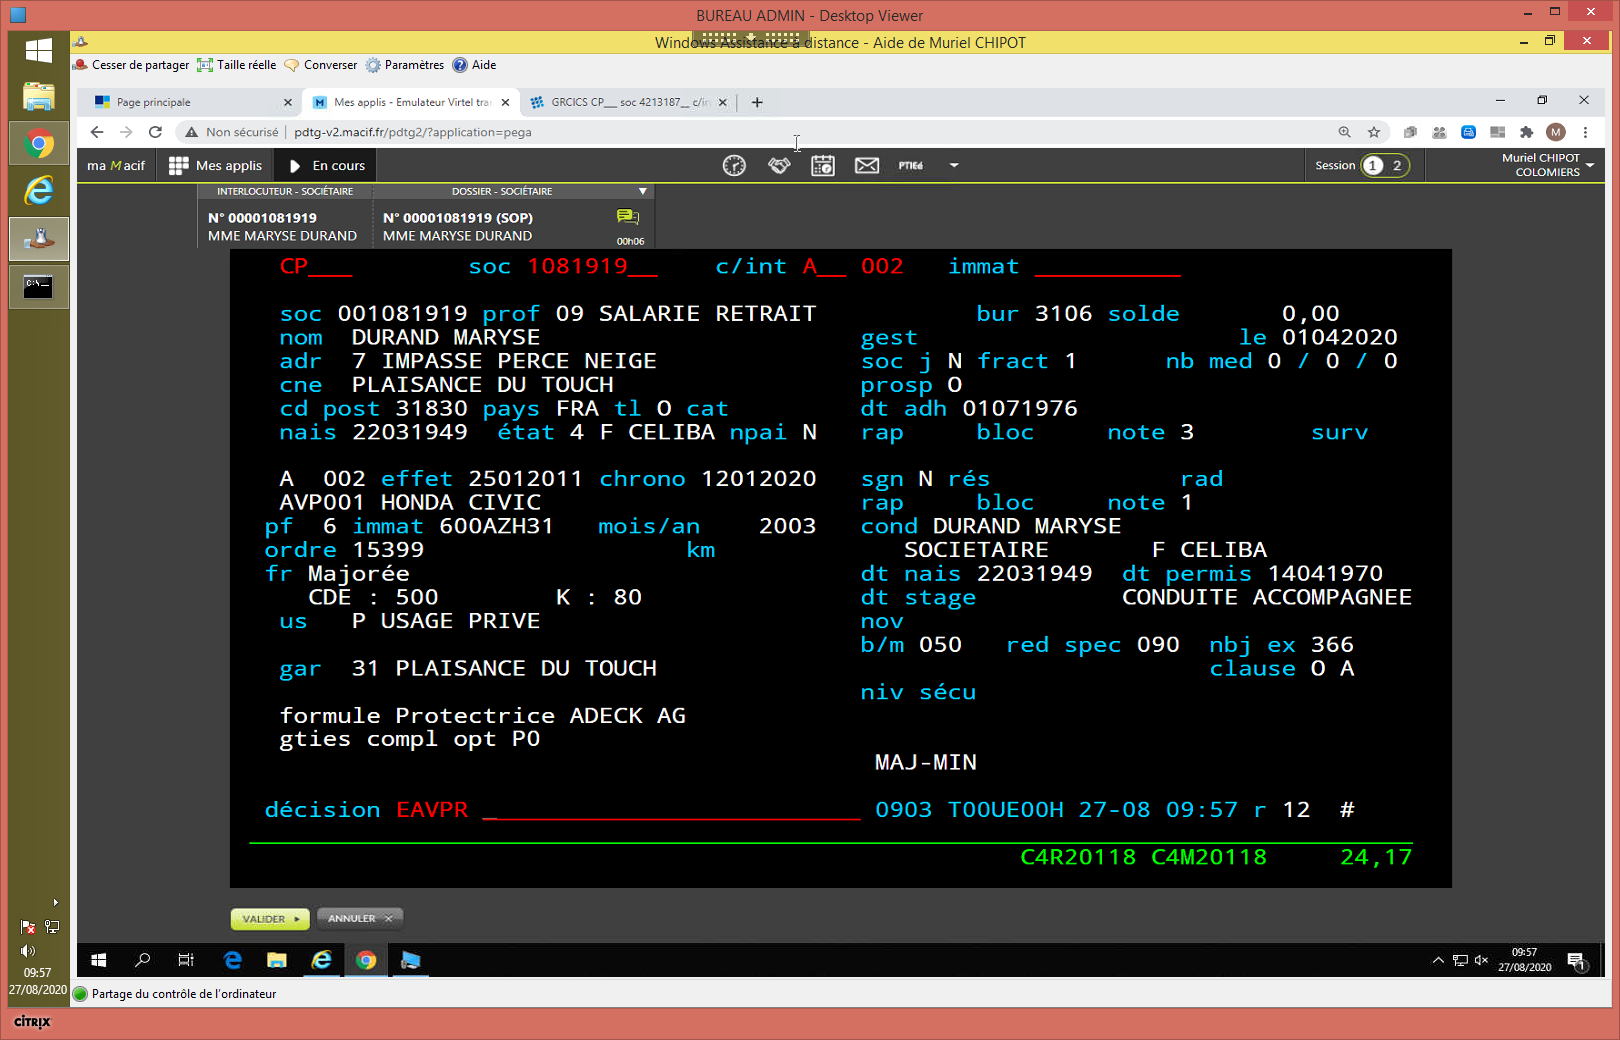 BUREAU ADMIN - Desktop Viewer
Windows Assistance à distance - Aide de Muriel CHIPOT
Cesser de partager Taille réelle Converser Paramètres Aide
Page principale Mes applis - Emulateur Virtel tra GRCICS CP___ soc 4213187__ c/in
Non sécurisé pdtg-v2.macif.fr/pdtg2/?application=pega M
ma Macif Mes applis En cours PTIEd Session 1 2 Muriel CHIPOT
COLOMIERS
INTERLOCUTEUR - SOCIÉTAIRE DOSSIER - SOCIÉTAIRE
N° 00001081919 N° 00001081919 (SOP)
MME MARYSE DURAND MME MARYSE DURAND 00h06
CP___ soc 1081919__ c/int A__ 002 immat __________
soc 001081919 prof 09 SALARIE RETRAIT bur 3106 solde 0,00
nom DURAND MARYSE gest le 01042020
adr 7 IMPASSE PERCE NEIGE soc j N fract 1 nb med 0 / 0 / 0
cne PLAISANCE DU TOUCH prosp O
cd post 31830 pays FRA tl O cat dt adh 01071976
nais 22031949 état 4 F CELIBA npai N rap bloc note 3 surv
A 002 effet 25012011 chrono 12012020 sgn N rés rad
AVP001 HONDA CIVIC rap bloc note 1
pf 6 immat 600AZH31 mois/an 2003 cond DURAND MARYSE
ordre 15399 km SOCIETAIRE F CELIBA
fr Majorée dt nais 22031949 dt permis 14041970
CDE : 500 K : 80 dt stage CONDUITE ACCOMPAGNEE
us P USAGE PRIVE nov
b/m 050 red spec 090 nbj ex 366
gar 31 PLAISANCE DU TOUCH clause O A
niv sécu
formule Protectrice ADECK AG
gties compl opt P0
MAJ-MIN
décision EAVPR __________________________ 0903 T00UE00H 27-08 09:57 r 12 #
C4R20118 C4M20118 24,17
VALIDER ANNULER
09:57
27/08/2020
1
09:57
27/08/2020
Partage du contrôle de l'ordinateur
CITRIX